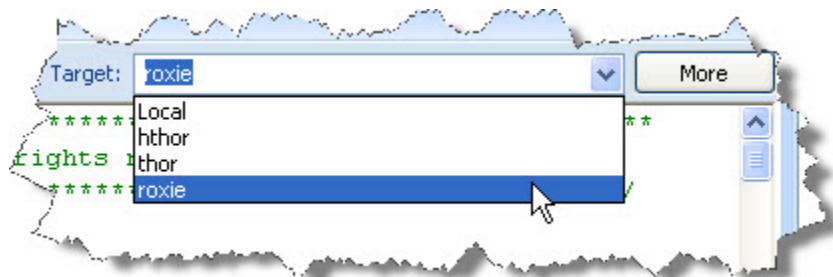 Target: roxie More
Local
* * * * * * *
hthor
rights
thor
* * * * *
roxie /